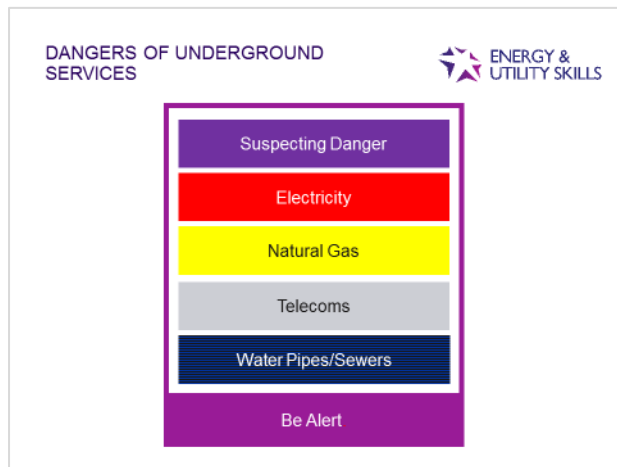 DANGERS OF UNDERGROUND
SERVICES
ENERGY &
UTILITY SKILLS
Suspecting Danger
Electricity
Natural Gas
Telecoms
Water Pipes/Sewers
Be Alert